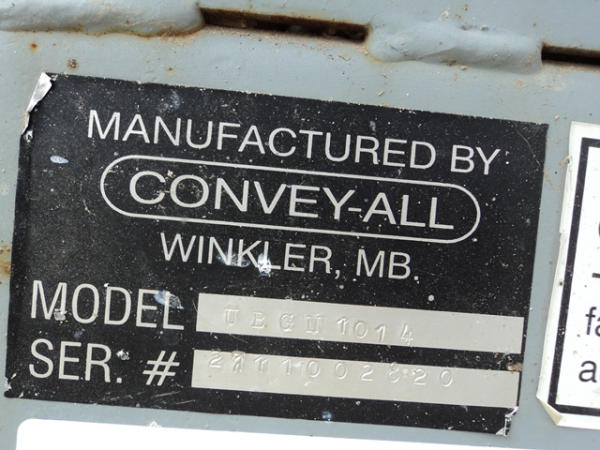 MANUFACTURED BY
CONVEY-ALL
WINKLER, MB.
MODEL
SER. #